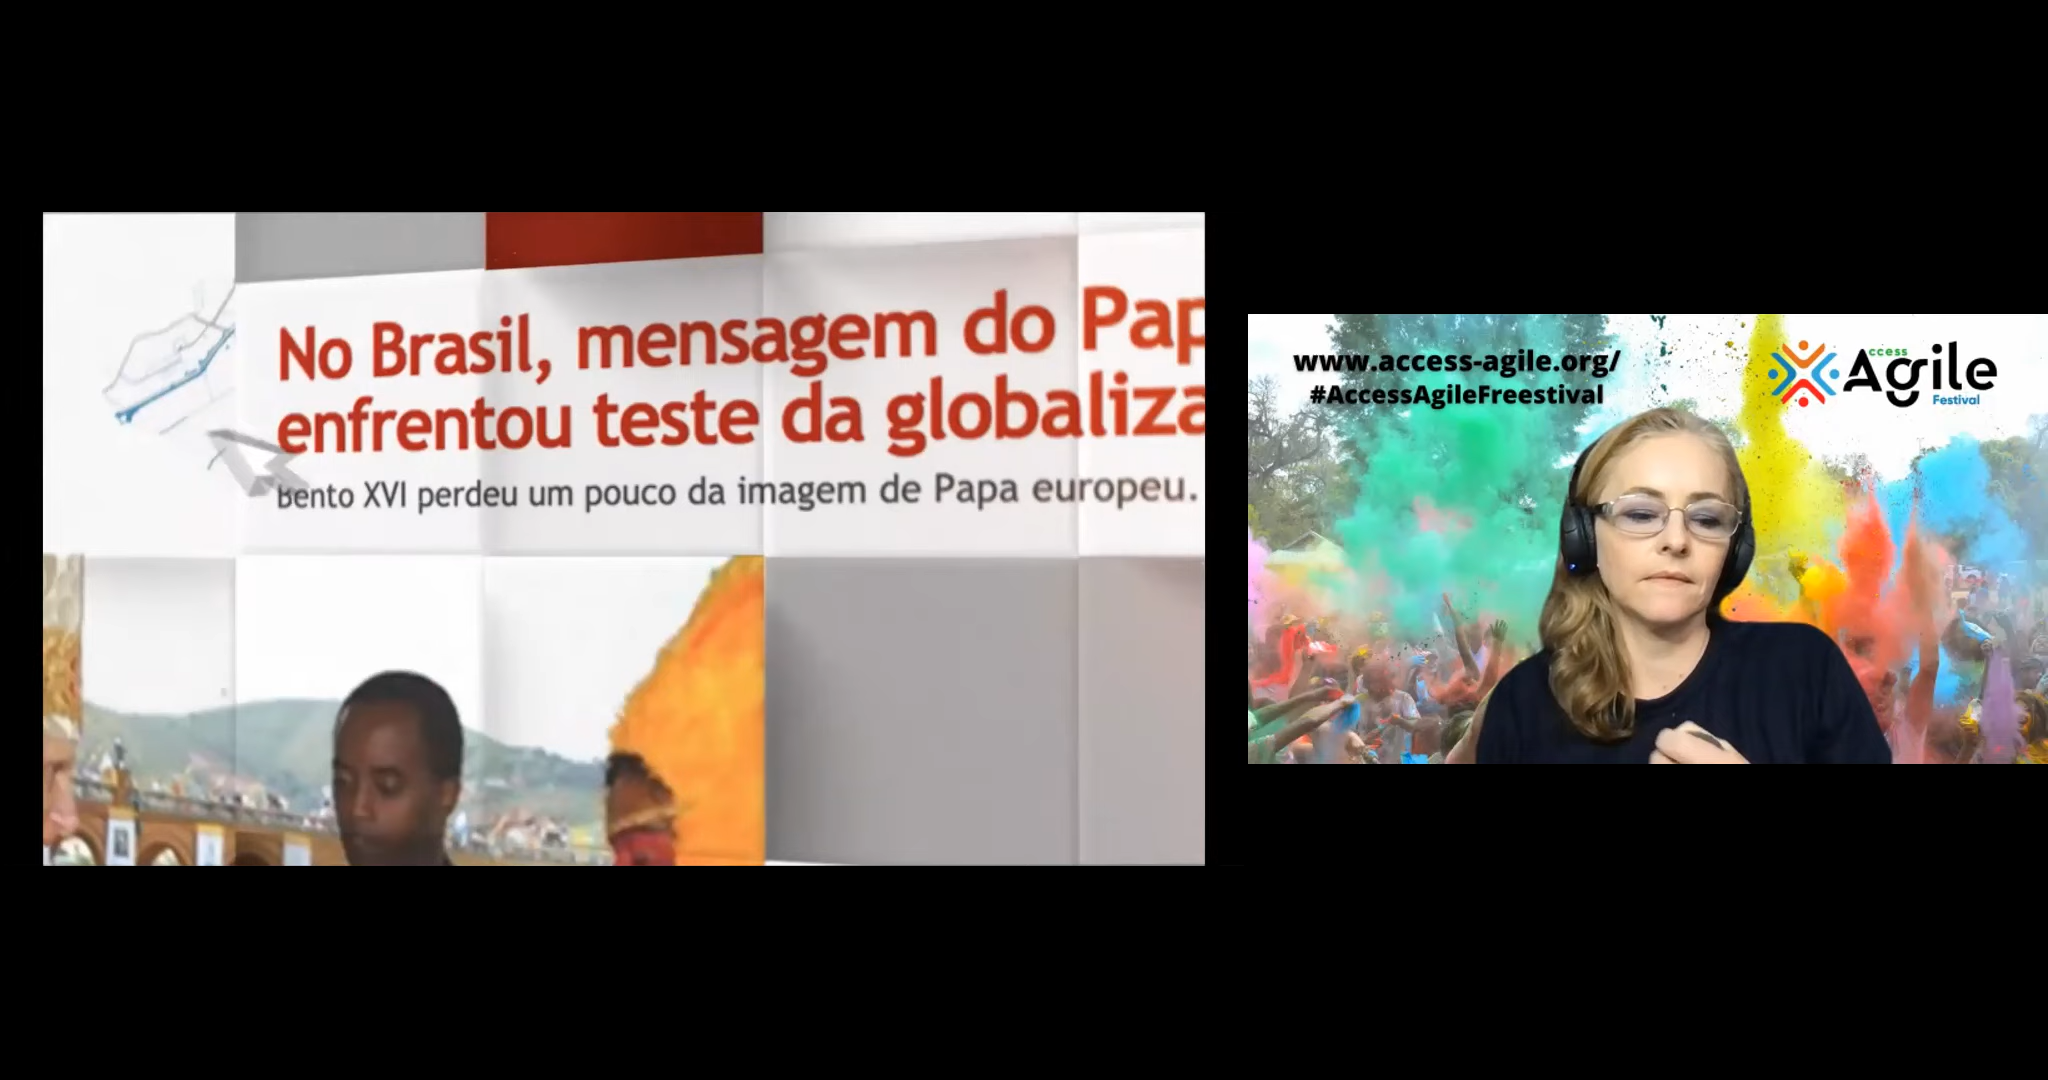 No Brasil, mensagem do Pap
enfrentou teste da globaliza
Bento XVI perdeu um pouco da imagem de Papa europeu.
www.access-agile.org/
#AccessAgileFreestival
Access
Agile
Festival